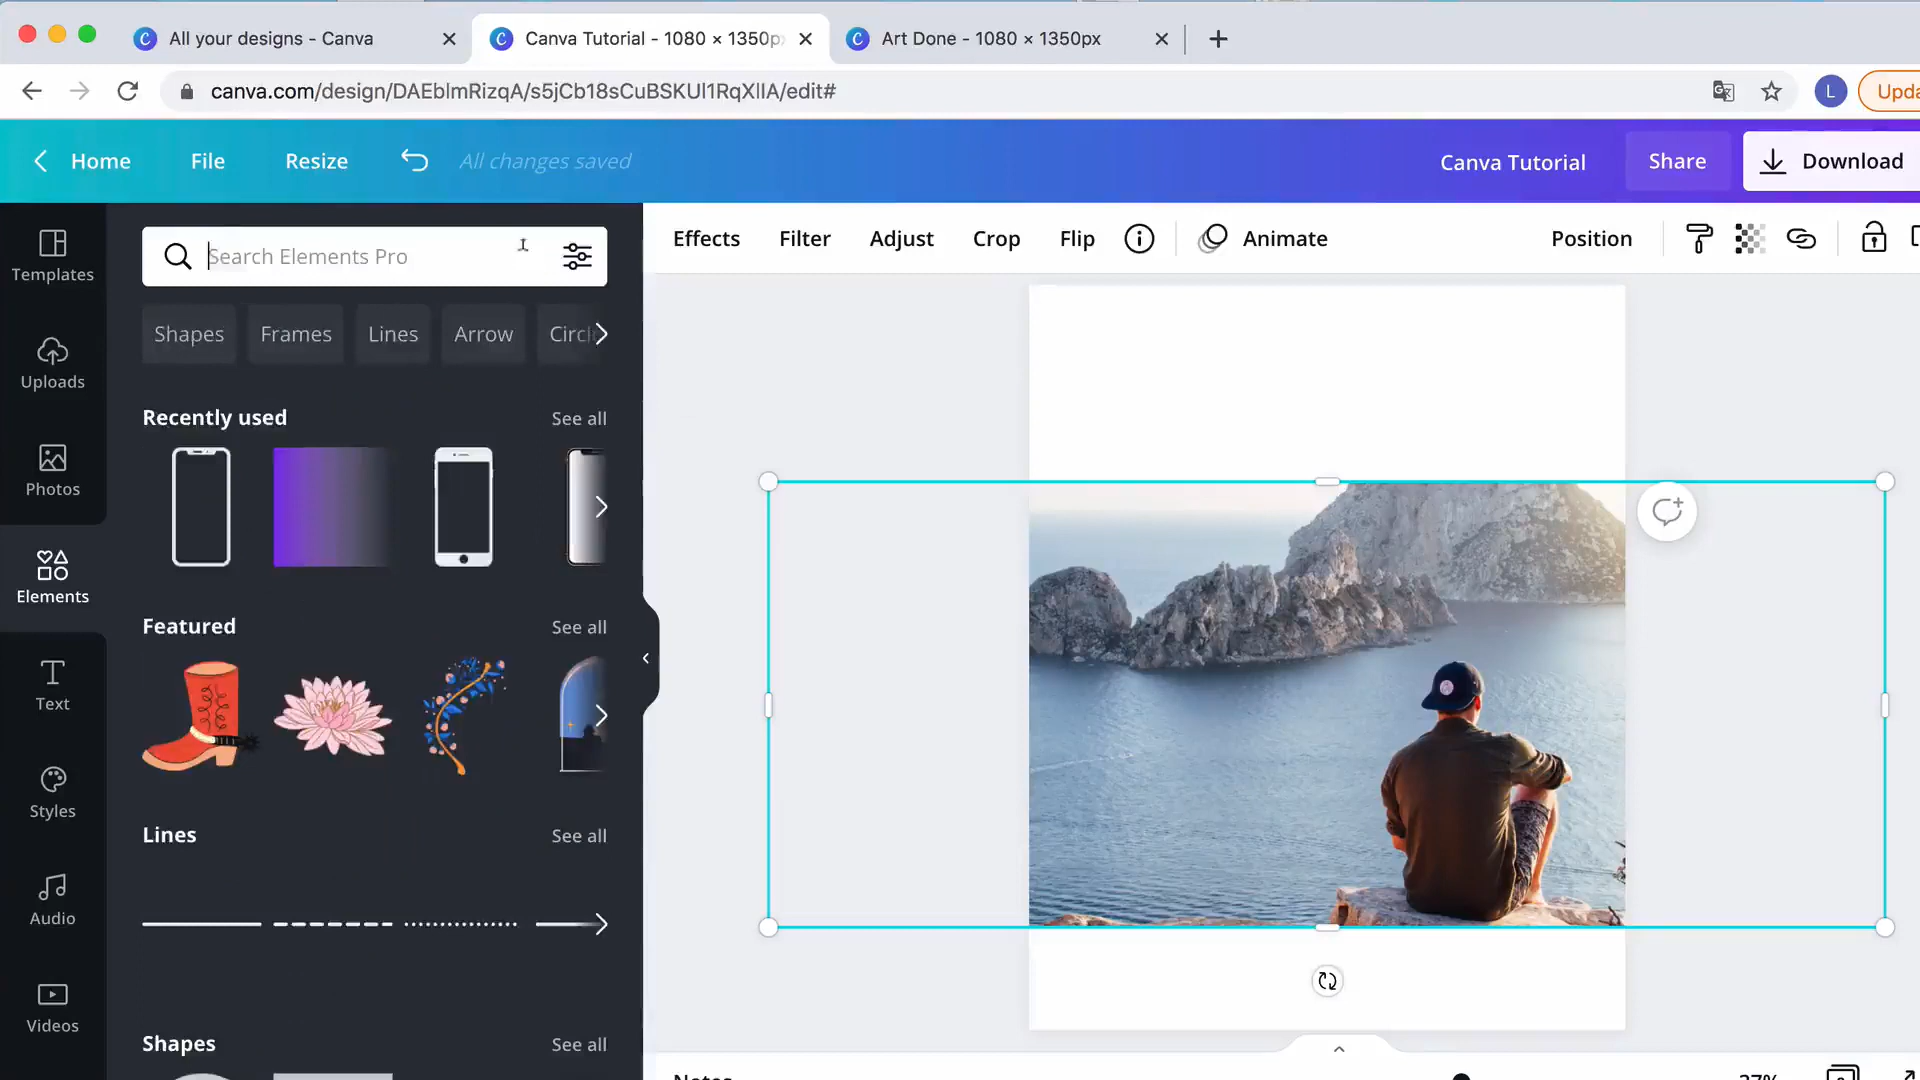 All your designs - Canva
Canva Tutorial - 1080 × 1350p
Art Done - 1080 × 1350px
canva.com/design/DAEblmRizqA/s5jCb18sCuBSKUl1RqXlIA/edit#
L
Upda
Home
File
Resize
All changes saved
Canva Tutorial
Share
Download
Templates
Uploads
Photos
Elements
Text
Styles
Audio
Videos
Search Elements Pro
Shapes
Frames
Lines
Arrow
Circl
Recently used
See all
Featured
See all
Lines
See all
Shapes
See all
Effects
Filter
Adjust
Crop
Flip
Animate
Position
Notes
37%